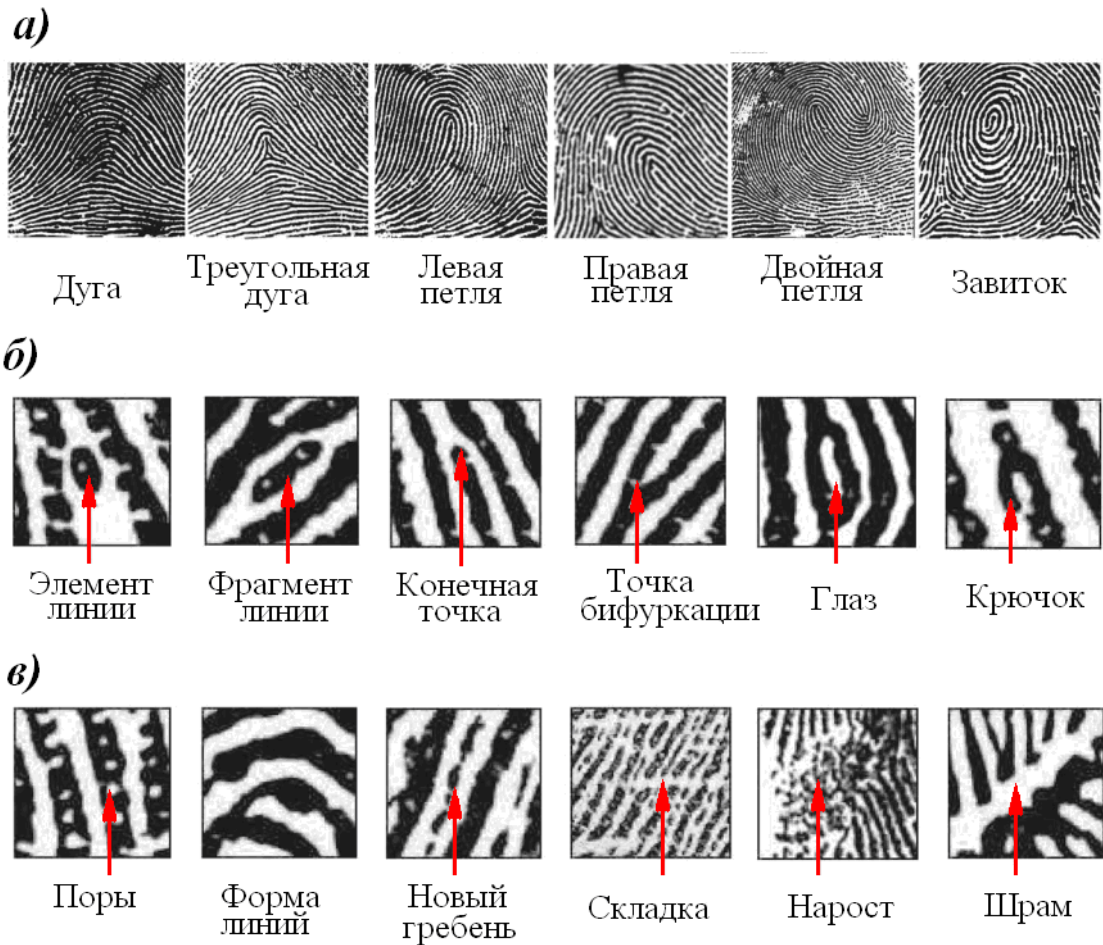 а)
Дуга
Треугольная
дуга
Левая
петля
Правая
петля
Двойная
петля
Завиток
б)
Элемент
линии
Фрагмент
линии
Конечная
точка
Точка
бифуркации
Глаз
Крючок
в)
Поры
Форма
линий
Новый
гребень
Складка
Нарост
Шрам